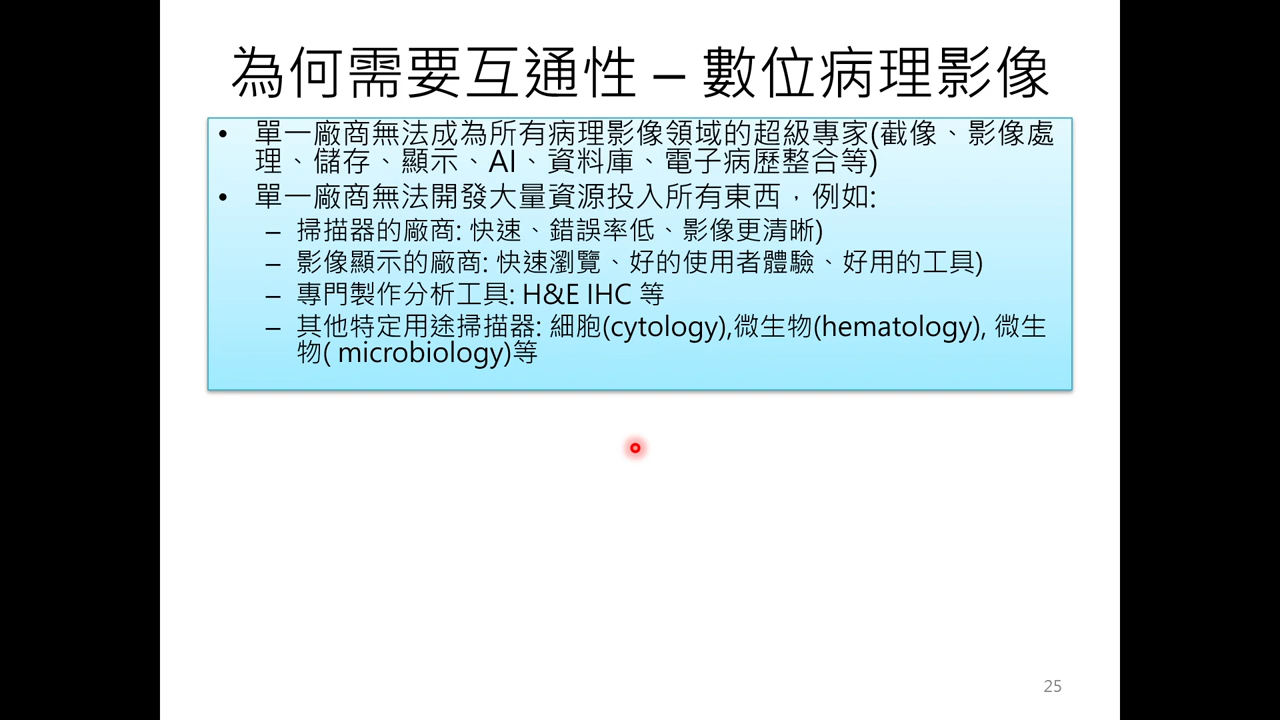 為何需要互通性 – 數位病理影像
• 單一廠商無法成為所有病理影像領域的超級專家(截像、影像處
理、儲存、顯示、AI、資料庫、電子病歷整合等)
• 單一廠商無法開發大量資源投入所有東西，例如:
– 掃描器的廠商: 快速、錯誤率低、影像更清晰)
– 影像顯示的廠商: 快速瀏覽、好的使用者體驗、好用的工具)
– 專門製作分析工具: H&E IHC 等
– 其他特定用途掃描器: 細胞(cytology),微生物(hematology), 微生
物( microbiology)等
25